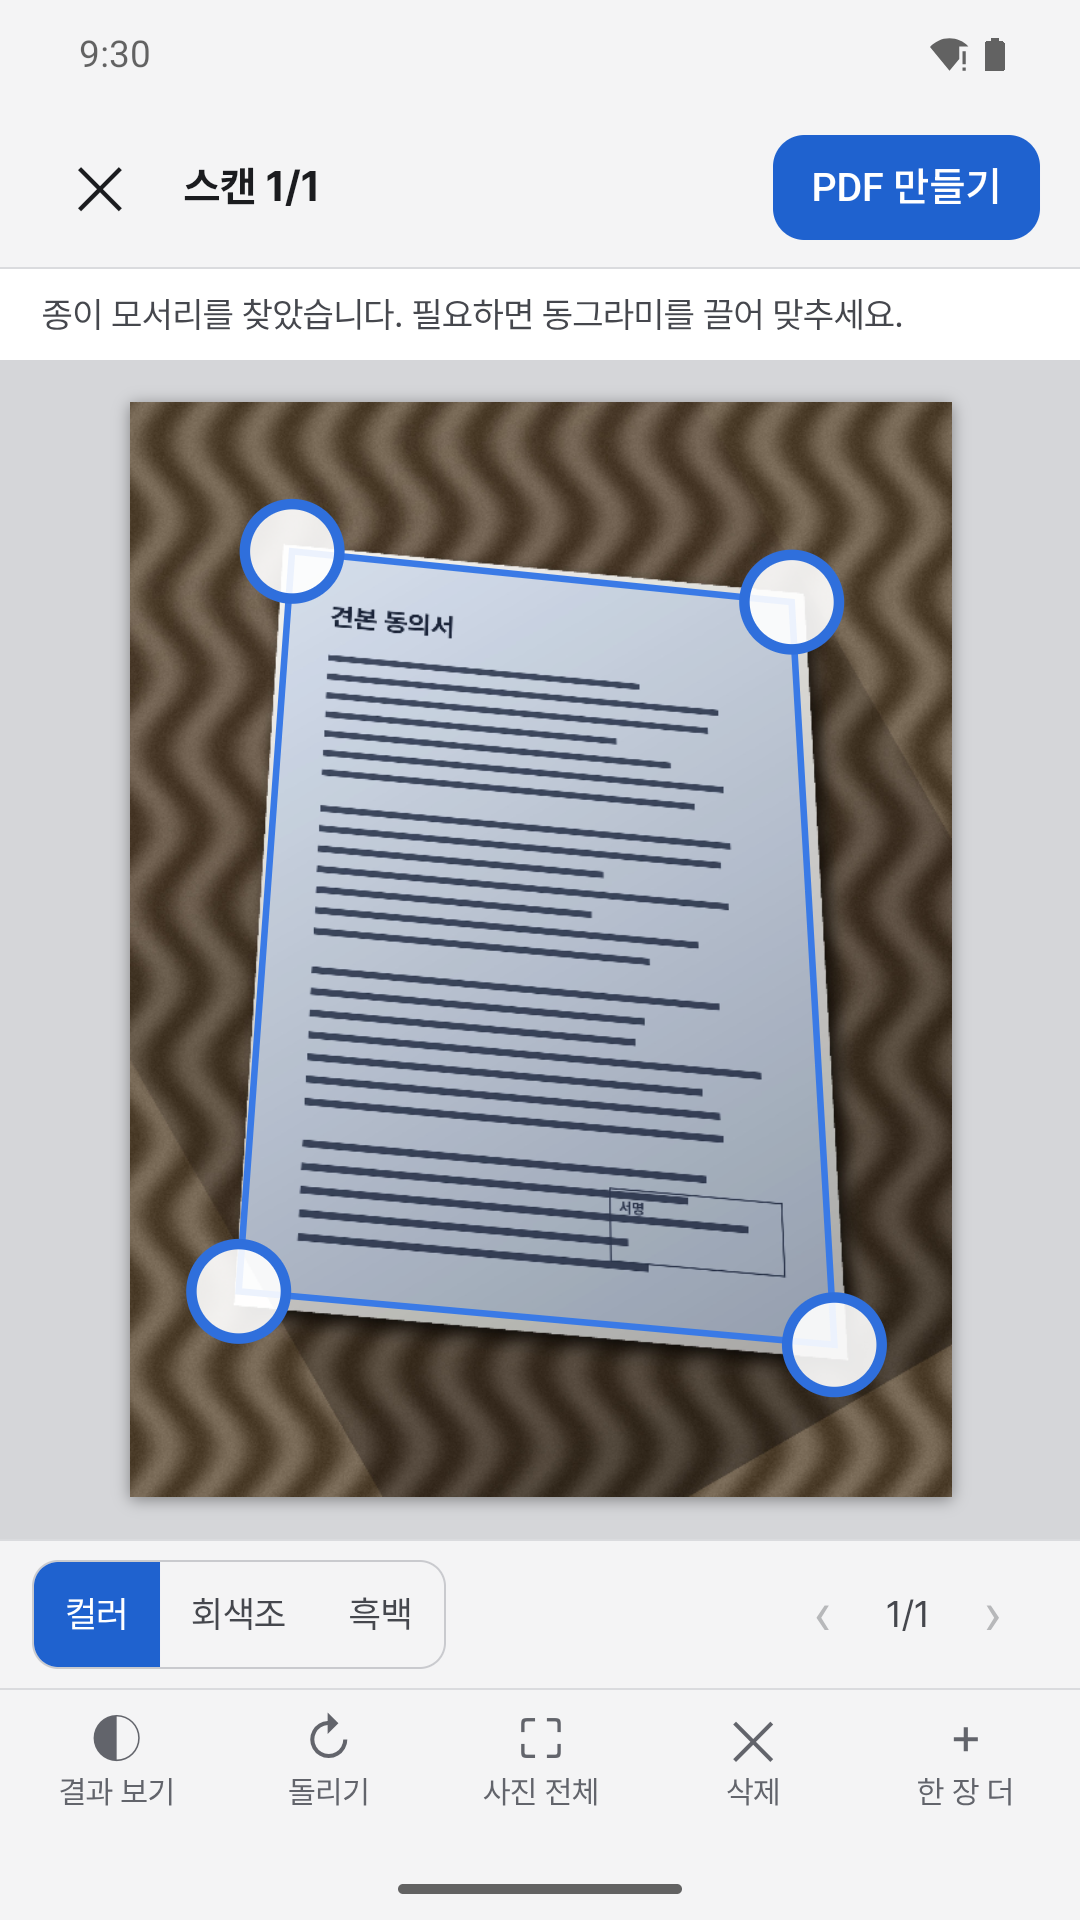 9:30
스캔 1/1
PDF 만들기
종이 모서리를 찾았습니다. 필요하면 동그라미를 끌어 맞추세요.
견본 동의서
서명
컬러 회색조 흑백
‹ 1/1 ›
결과 보기 돌리기 사진 전체 삭제 한 장 더